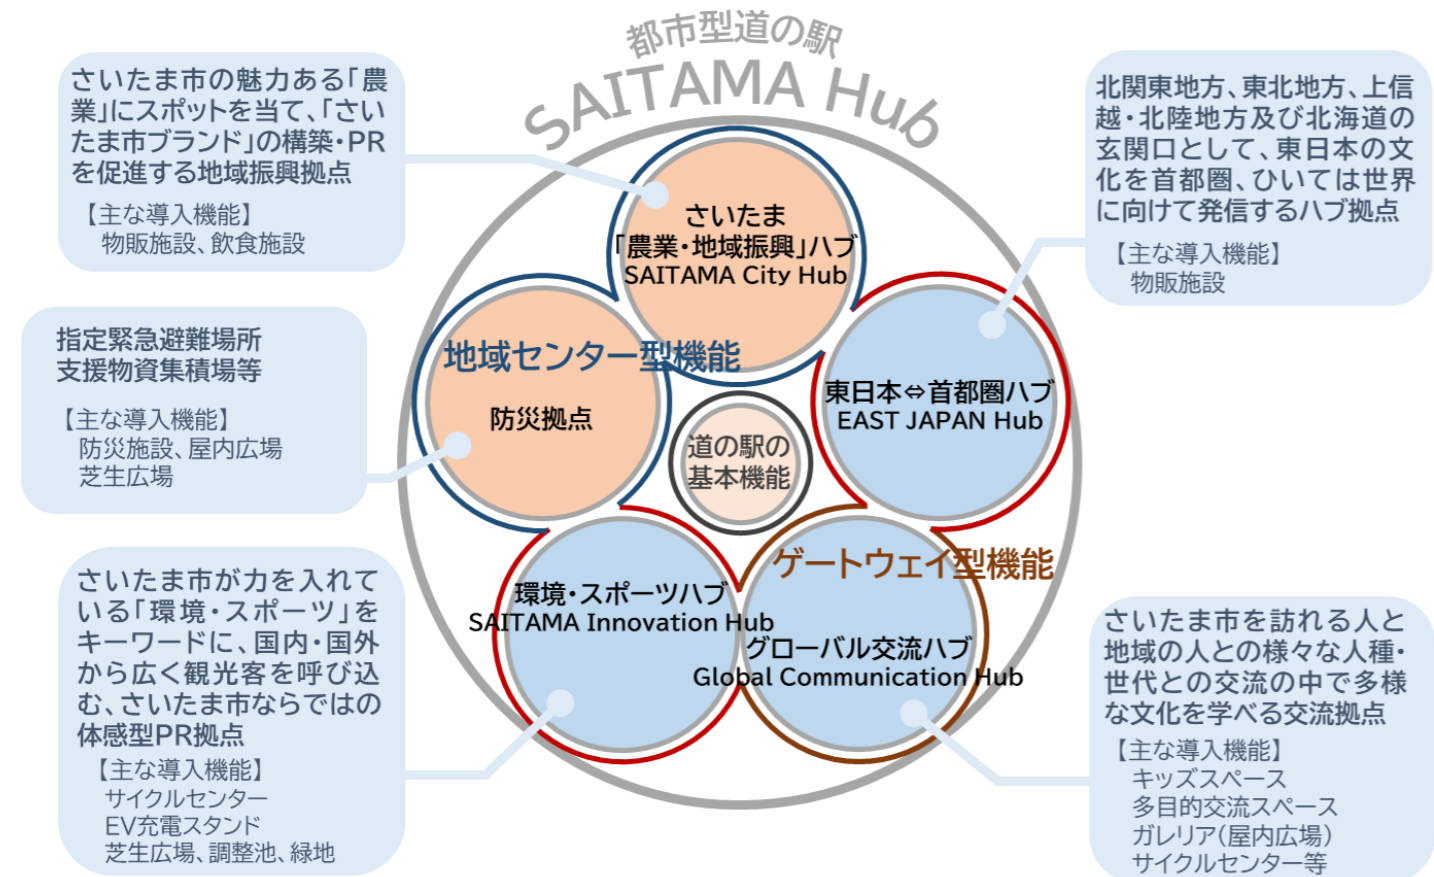 都市型道の駅
SAITAMA Hub
さいたま市の魅力ある「農
業」にスポットを当て、「さい
たま市ブランド」の構築・PR
を促進する地域振興拠点
【主な導入機能】
物販施設、飲食施設
北関東地方、東北地方、上信
越・北陸地方及び北海道の
玄関口として、東日本の文
化を首都圏、ひいては世界
に向けて発信するハブ拠点
【主な導入機能】
物販施設
さいたま
「農業・地域振興」ハブ
SAITAMA City Hub
指定緊急避難場所
支援物資集積場等
【主な導入機能】
防災施設、屋内広場
芝生広場
地域センター型機能
防災拠点
東日本⇔首都圏ハブ
EAST JAPAN Hub
道の駅の
基本機能
ゲートウェイ型機能
環境・スポーツハブ
SAITAMA Innovation Hub
グローバル交流ハブ
Global Communication Hub
さいたま市が力を入れて
いる「環境・スポーツ」を
キーワードに、国内・国外
から広く観光客を呼び込
む、さいたま市ならではの
体感型PR拠点
【主な導入機能】
サイクルセンター
EV充電スタンド
芝生広場、調整池、緑地
さいたま市を訪れる人と
地域の人との様々な人種・
世代との交流の中で多様
な文化を学べる交流拠点
【主な導入機能】
キッズスペース
多目的交流スペース
ガレリア(屋内広場)
サイクルセンター等